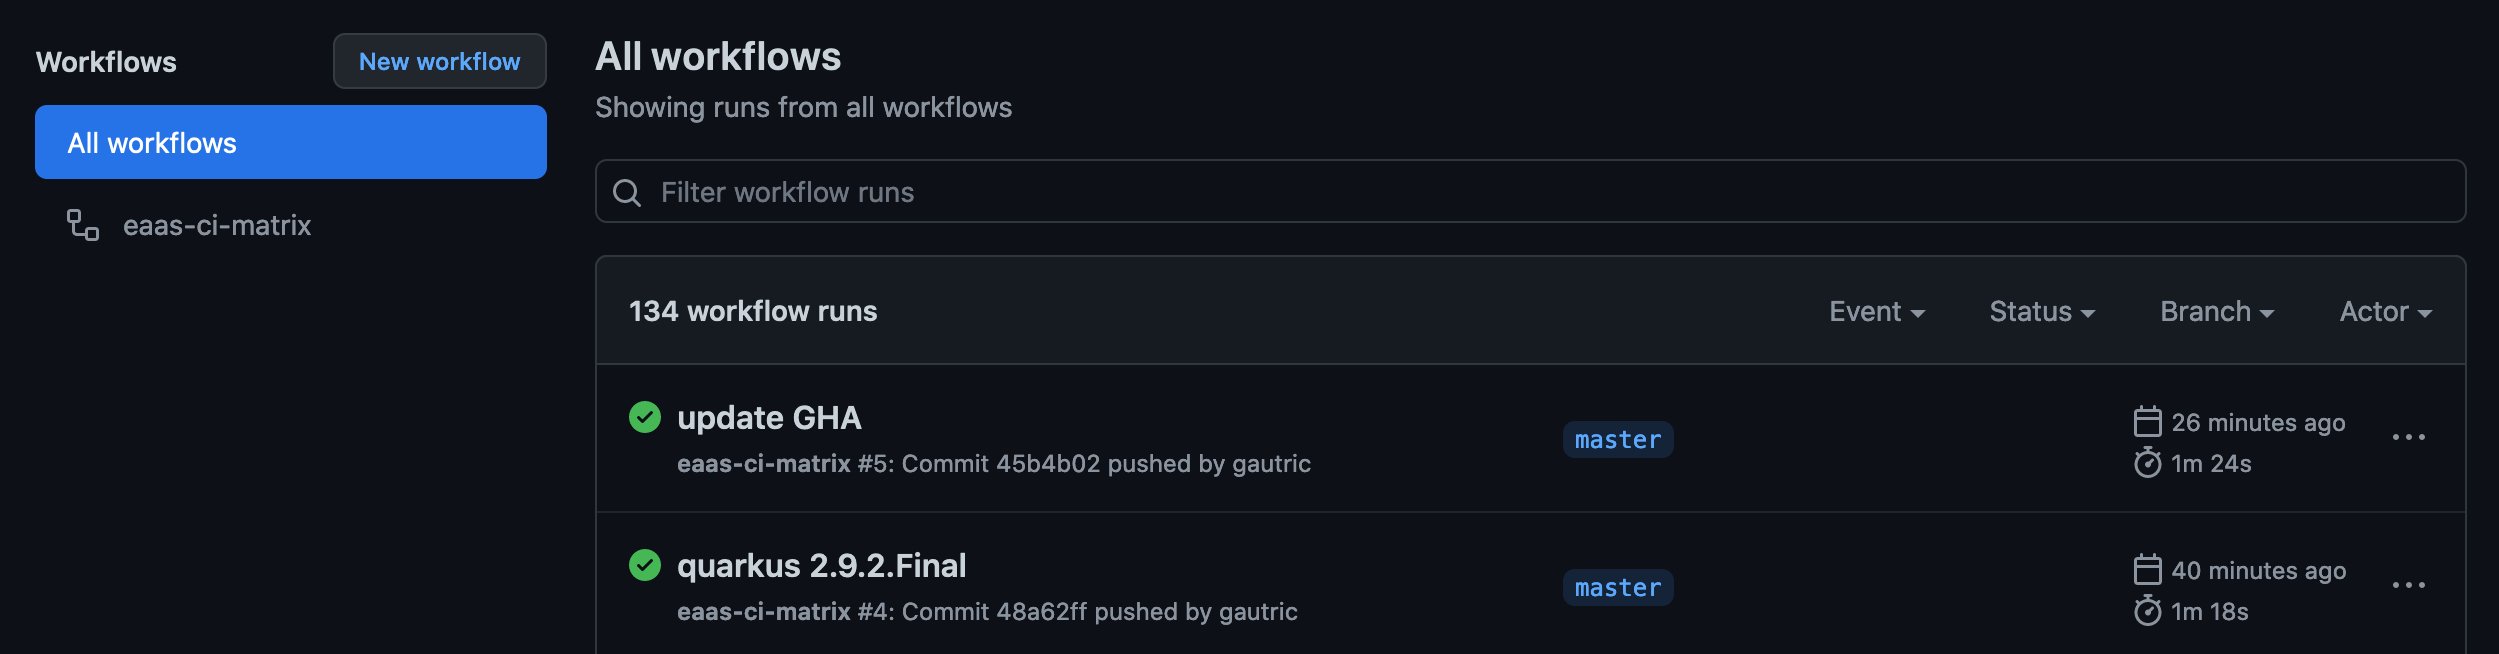 Workflows
New workflow
All workflows
eaas-ci-matrix
All workflows
Showing runs from all workflows
Filter workflow runs
134 workflow runs
Event
Status
Branch
Actor
update GHA
eaas-ci-matrix #5: Commit 45b4b02 pushed by gautric
master
26 minutes ago
1m 24s
quarkus 2.9.2.Final
eaas-ci-matrix #4: Commit 48a62ff pushed by gautric
master
40 minutes ago
1m 18s